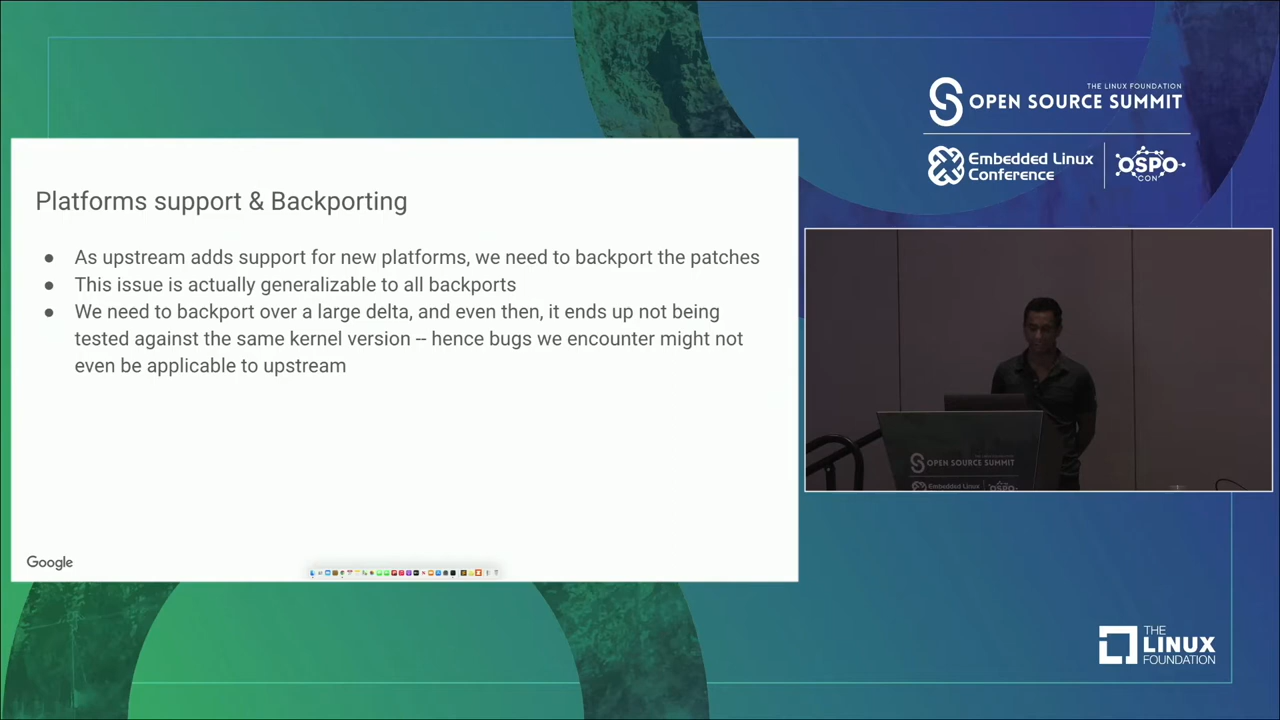 THE LINUX FOUNDATION
OPEN SOURCE SUMMIT
Embedded Linux
Conference
OSPO
CON
Platforms support & Backporting
● As upstream adds support for new platforms, we need to backport the patches
● This issue is actually generalizable to all backports
● We need to backport over a large delta, and even then, it ends up not being
tested against the same kernel version -- hence bugs we encounter might not
even be applicable to upstream
Google
OPEN SOURCE SUMMIT
Embedded Linux
OSPO
THE
LINUX
FOUNDATION